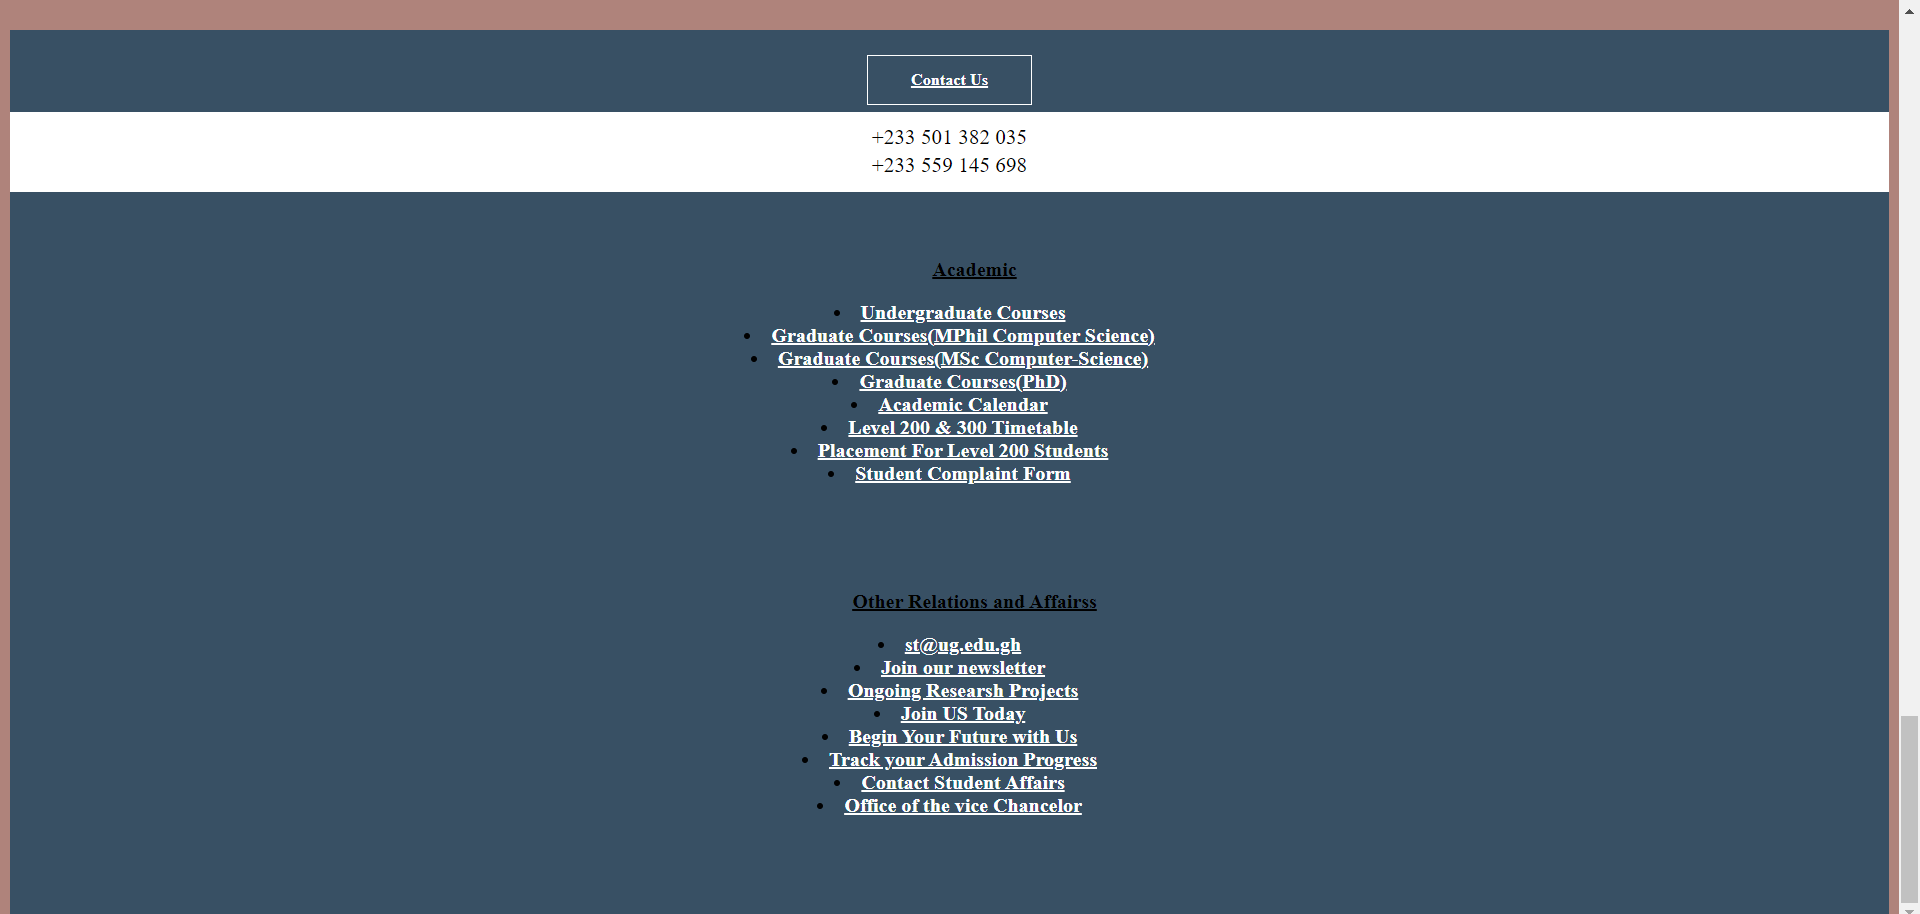 Contact Us
+233 501 382 035
+233 559 145 698
Academic
Undergraduate Courses
Graduate Courses(MPhil Computer Science)
Graduate Courses(MSc Computer-Science)
Graduate Courses(PhD)
Academic Calendar
Level 200 & 300 Timetable
Placement For Level 200 Students
Student Complaint Form
Other Relations and Affairss
st@ug.edu.gh
Join our newsletter
Ongoing Researsh Projects
Join US Today
Begin Your Future with Us
Track your Admission Progress
Contact Student Affairs
Office of the vice Chancelor